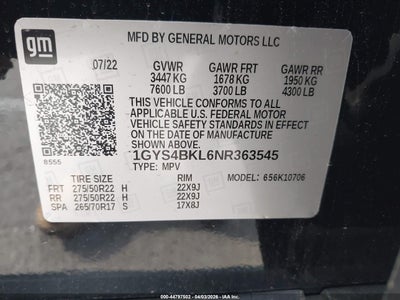 gm
MFD BY GENERAL MOTORS LLC
07/22 GVWR GAWR FRT GAWR RR
3447 KG 1678 KG 1950 KG
7600 LB 3700 LB 4300 LB
THIS VEHICLE CONFORMS TO ALL
APPLICABLE U.S. FEDERAL MOTOR
VEHICLE SAFETY STANDARDS IN EFFECT
ON THE DATE OF MANUFACTURE
SHOWN ABOVE.
8555 1GYS4BKL6NR363545
TYPE: MPV MODEL: 656K10706
TIRE SIZE RIM
FRT 275/50R22 H 22X9J
RR 275/50R22 H 22X9J
SPA 265/70R17 S 17X8J
(ID: 44797502 - 04/03/2026 - US)